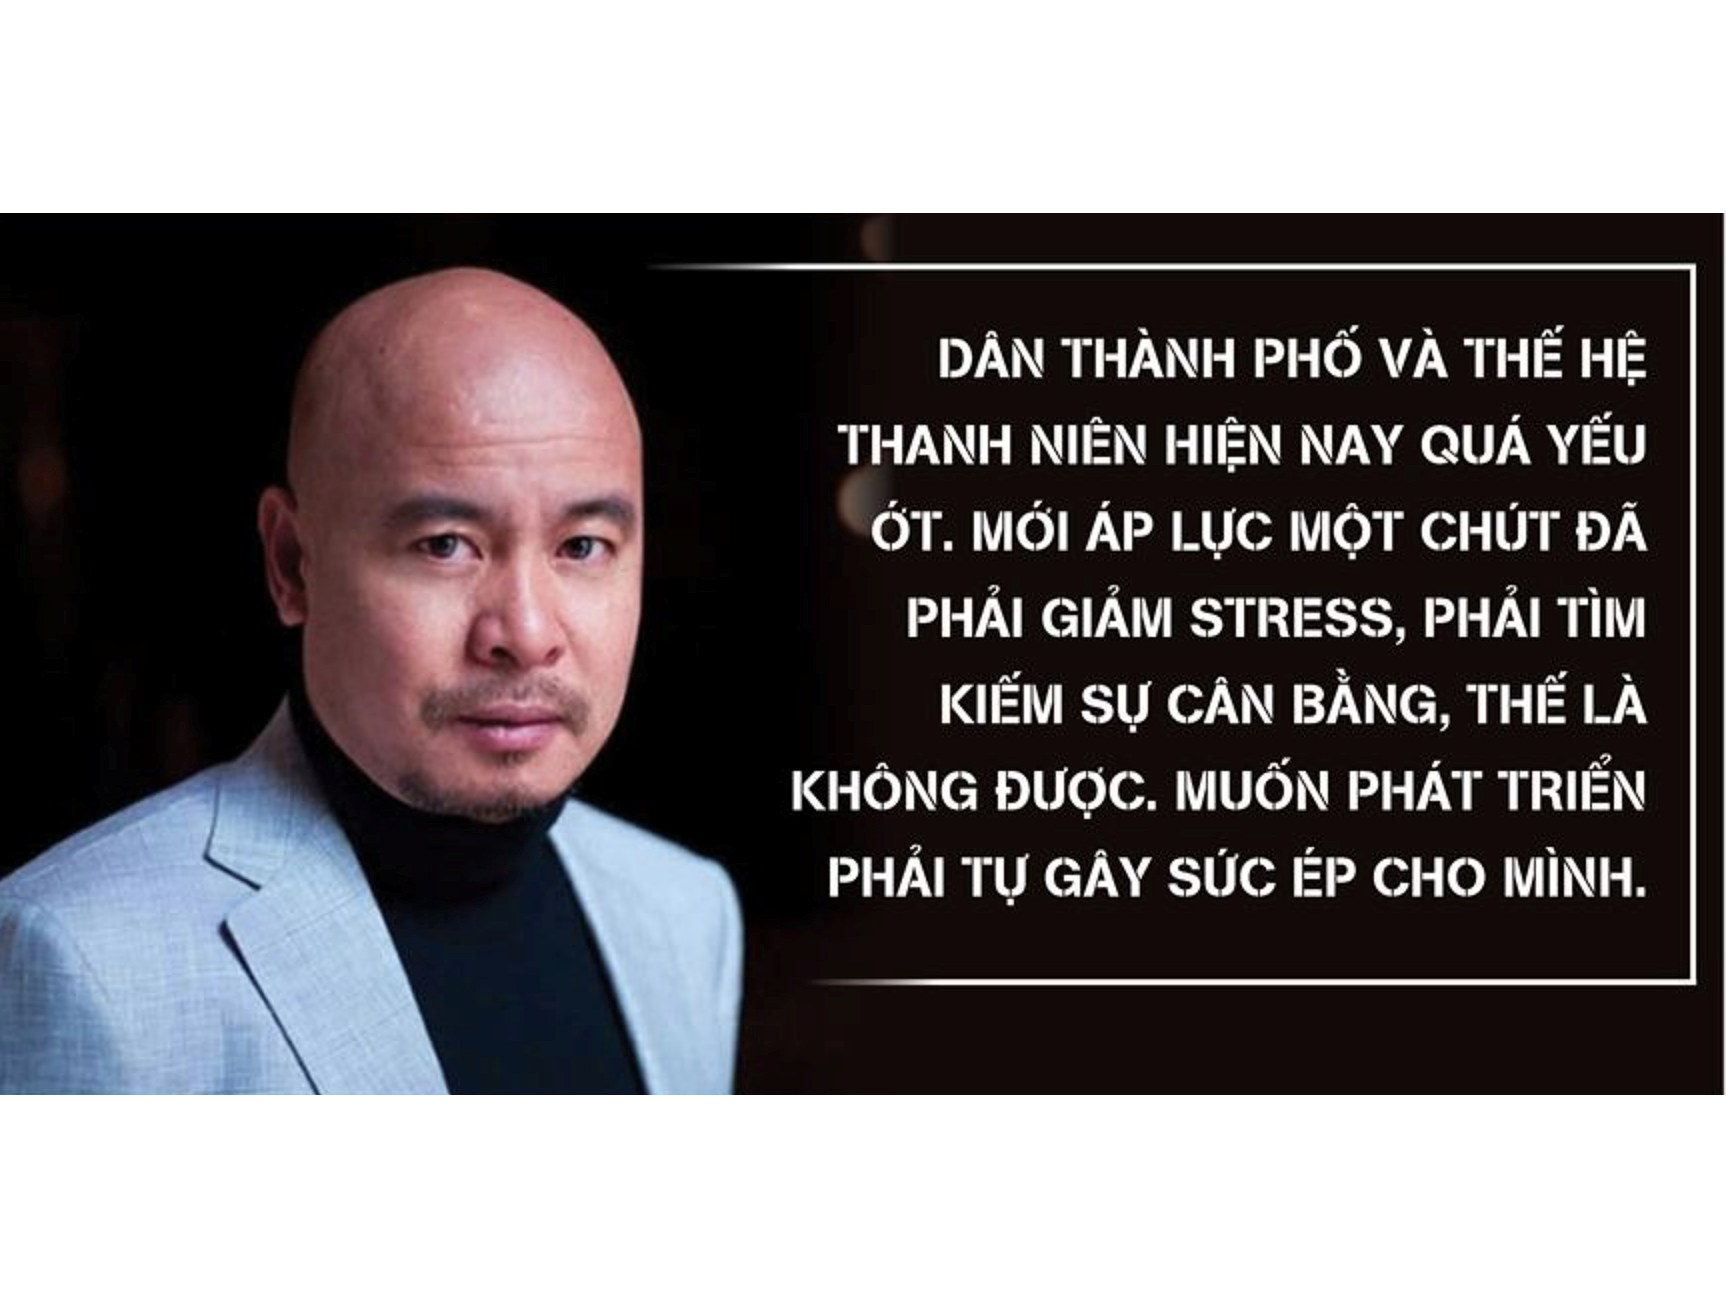 DÂN THÀNH PHỐ VÀ THẾ HỆ
THANH NIÊN HIỆN NAY QUÁ YẾU
ỚT. MỚI ÁP LỰC MỘT CHÚT ĐÃ
PHẢI GIẢM STRESS, PHẢI TÌM
KIẾM SỰ CÂN BẰNG, THẾ LÀ
KHÔNG ĐƯỢC. MUỐN PHÁT TRIỂN
PHẢI TỰ GÂY SỨC ÉP CHO MÌNH.